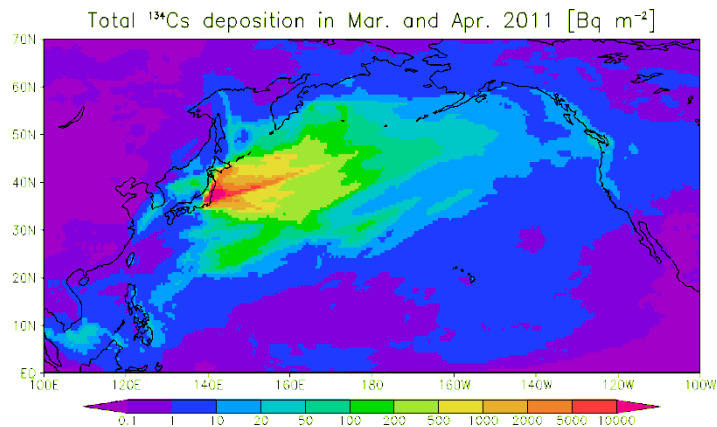 Total ¹³⁴Cs deposition in Mar. and Apr. 2011 [Bq m⁻²]
70N
60N
50N
40N
30N
20N
10N
EQ
100E 120E 140E 160E 180 160W 140W 120W 100W
0.1 1 10 20 50 100 200 500 1000 2000 5000 10000